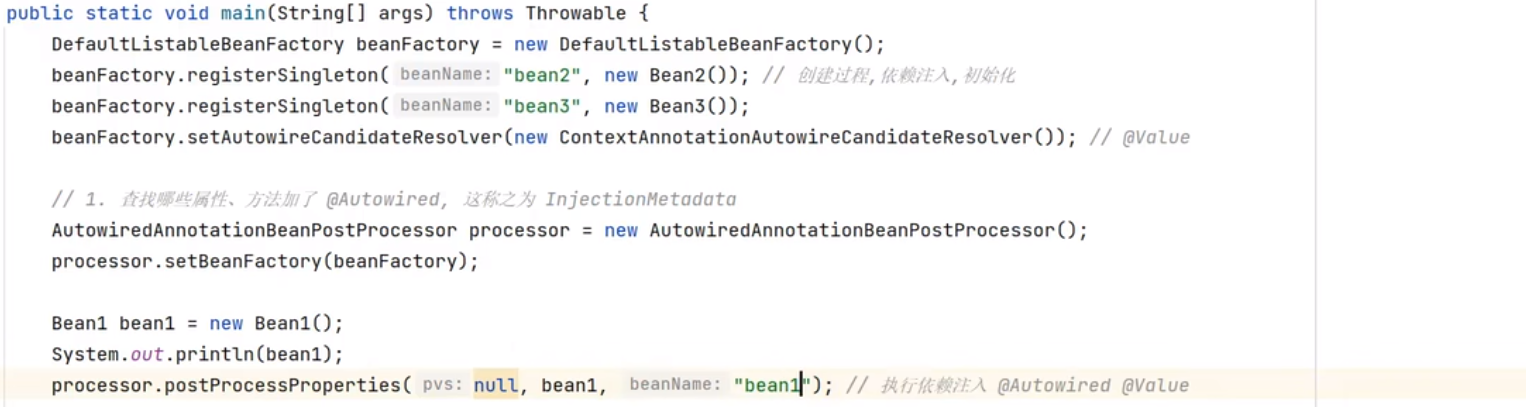 public static void main(String[] args) throws Throwable {
DefaultListableBeanFactory beanFactory = new DefaultListableBeanFactory();
beanFactory.registerSingleton( beanName: "bean2", new Bean2()); // 创建过程,依赖注入,初始化
beanFactory.registerSingleton( beanName: "bean3", new Bean3());
beanFactory.setAutowireCandidateResolver(new ContextAnnotationAutowireCandidateResolver()); // @Value
// 1. 查找哪些属性、方法加了 @Autowired, 这称之为 InjectionMetadata
AutowiredAnnotationBeanPostProcessor processor = new AutowiredAnnotationBeanPostProcessor();
processor.setBeanFactory(beanFactory);
Bean1 bean1 = new Bean1();
System.out.println(bean1);
processor.postProcessProperties( pvs: null, bean1, beanName: "bean1"); // 执行依赖注入 @Autowired @Value